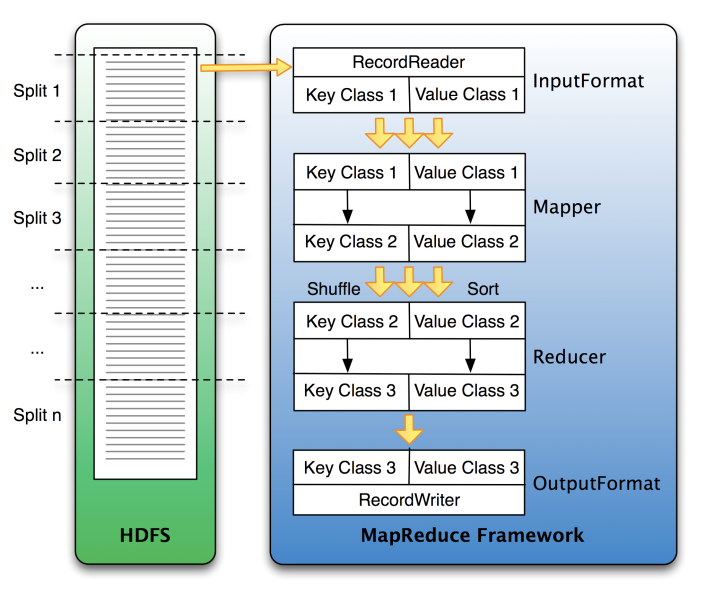 Split 1
Split 2
Split 3
...
...
Split n
HDFS
RecordReader
Key Class 1 Value Class 1
InputFormat
Key Class 1 Value Class 1
Mapper
Key Class 2 Value Class 2
Shuffle Sort
Key Class 2 Value Class 2
Reducer
Key Class 3 Value Class 3
Key Class 3 Value Class 3
OutputFormat
RecordWriter
MapReduce Framework